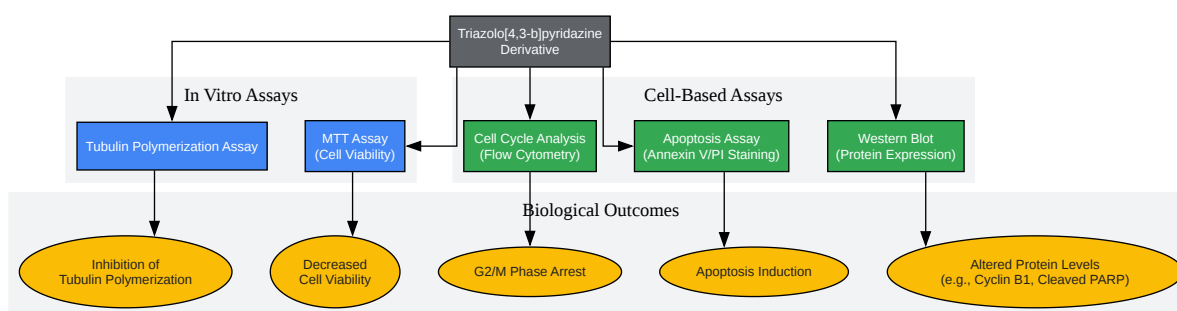 Triazolo[4,3-b]pyridazine
Derivative
In Vitro Assays
Cell-Based Assays
Tubulin Polymerization Assay
MTT Assay
(Cell Viability)
Cell Cycle Analysis
(Flow Cytometry)
Apoptosis Assay
(Annexin V/PI Staining)
Western Blot
(Protein Expression)
Biological Outcomes
Inhibition of
Tubulin Polymerization
Decreased
Cell Viability
G2/M Phase Arrest
Apoptosis Induction
Altered Protein Levels
(e.g., Cyclin B1, Cleaved PARP)